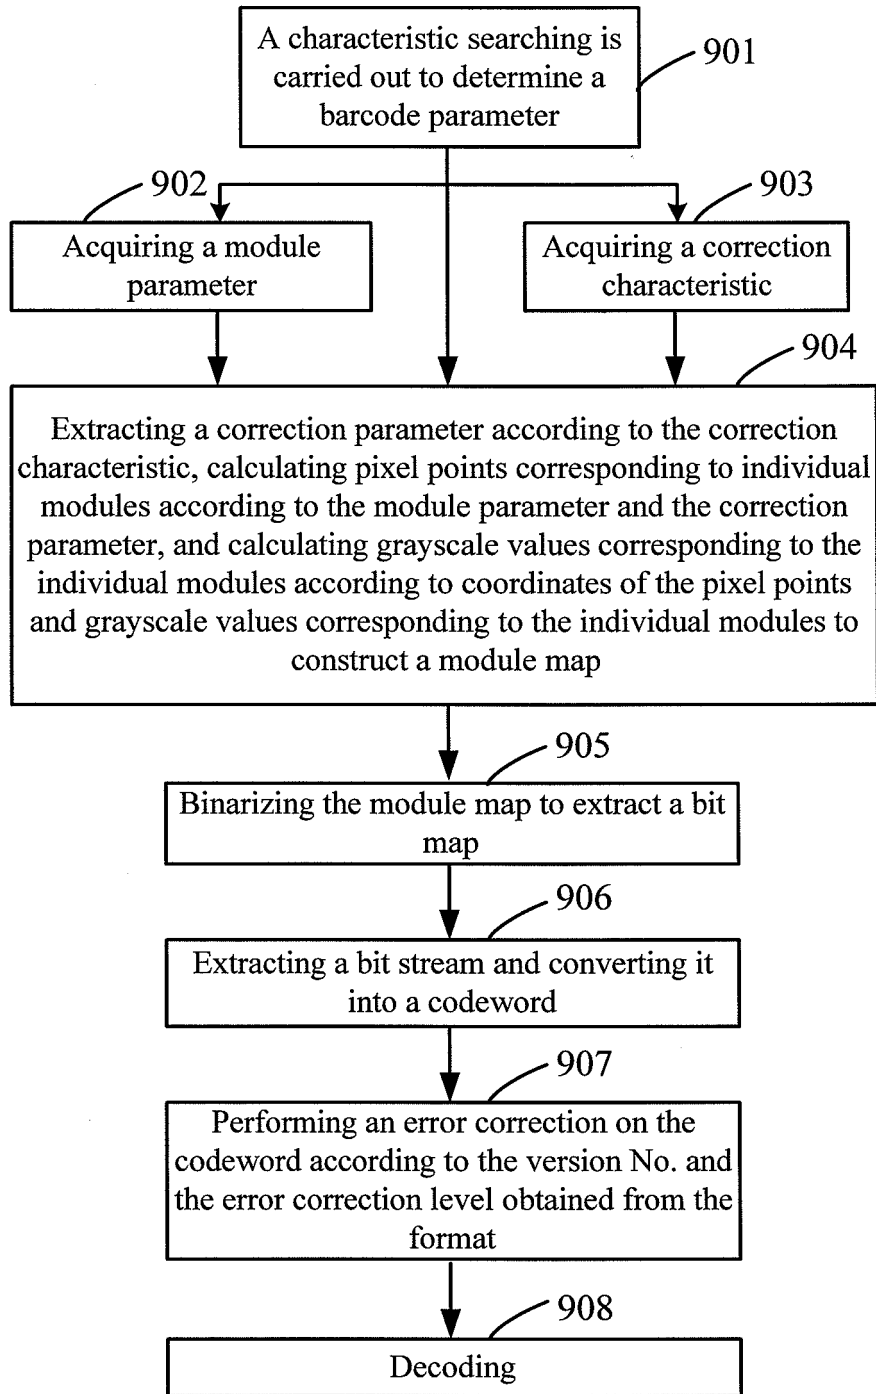 A characteristic searching is
carried out to determine a
barcode parameter
901
902
903
Acquiring a module
parameter
Acquiring a correction
characteristic
904
Extracting a correction parameter according to the correction
characteristic, calculating pixel points corresponding to individual
modules according to the module parameter and the correction
parameter, and calculating grayscale values corresponding to the
individual modules according to coordinates of the pixel points
and grayscale values corresponding to the individual modules to
construct a module map
905
Binarizing the module map to extract a bit
map
906
Extracting a bit stream and converting it
into a codeword
907
Performing an error correction on the
codeword according to the version No. and
the error correction level obtained from the
format
908
Decoding